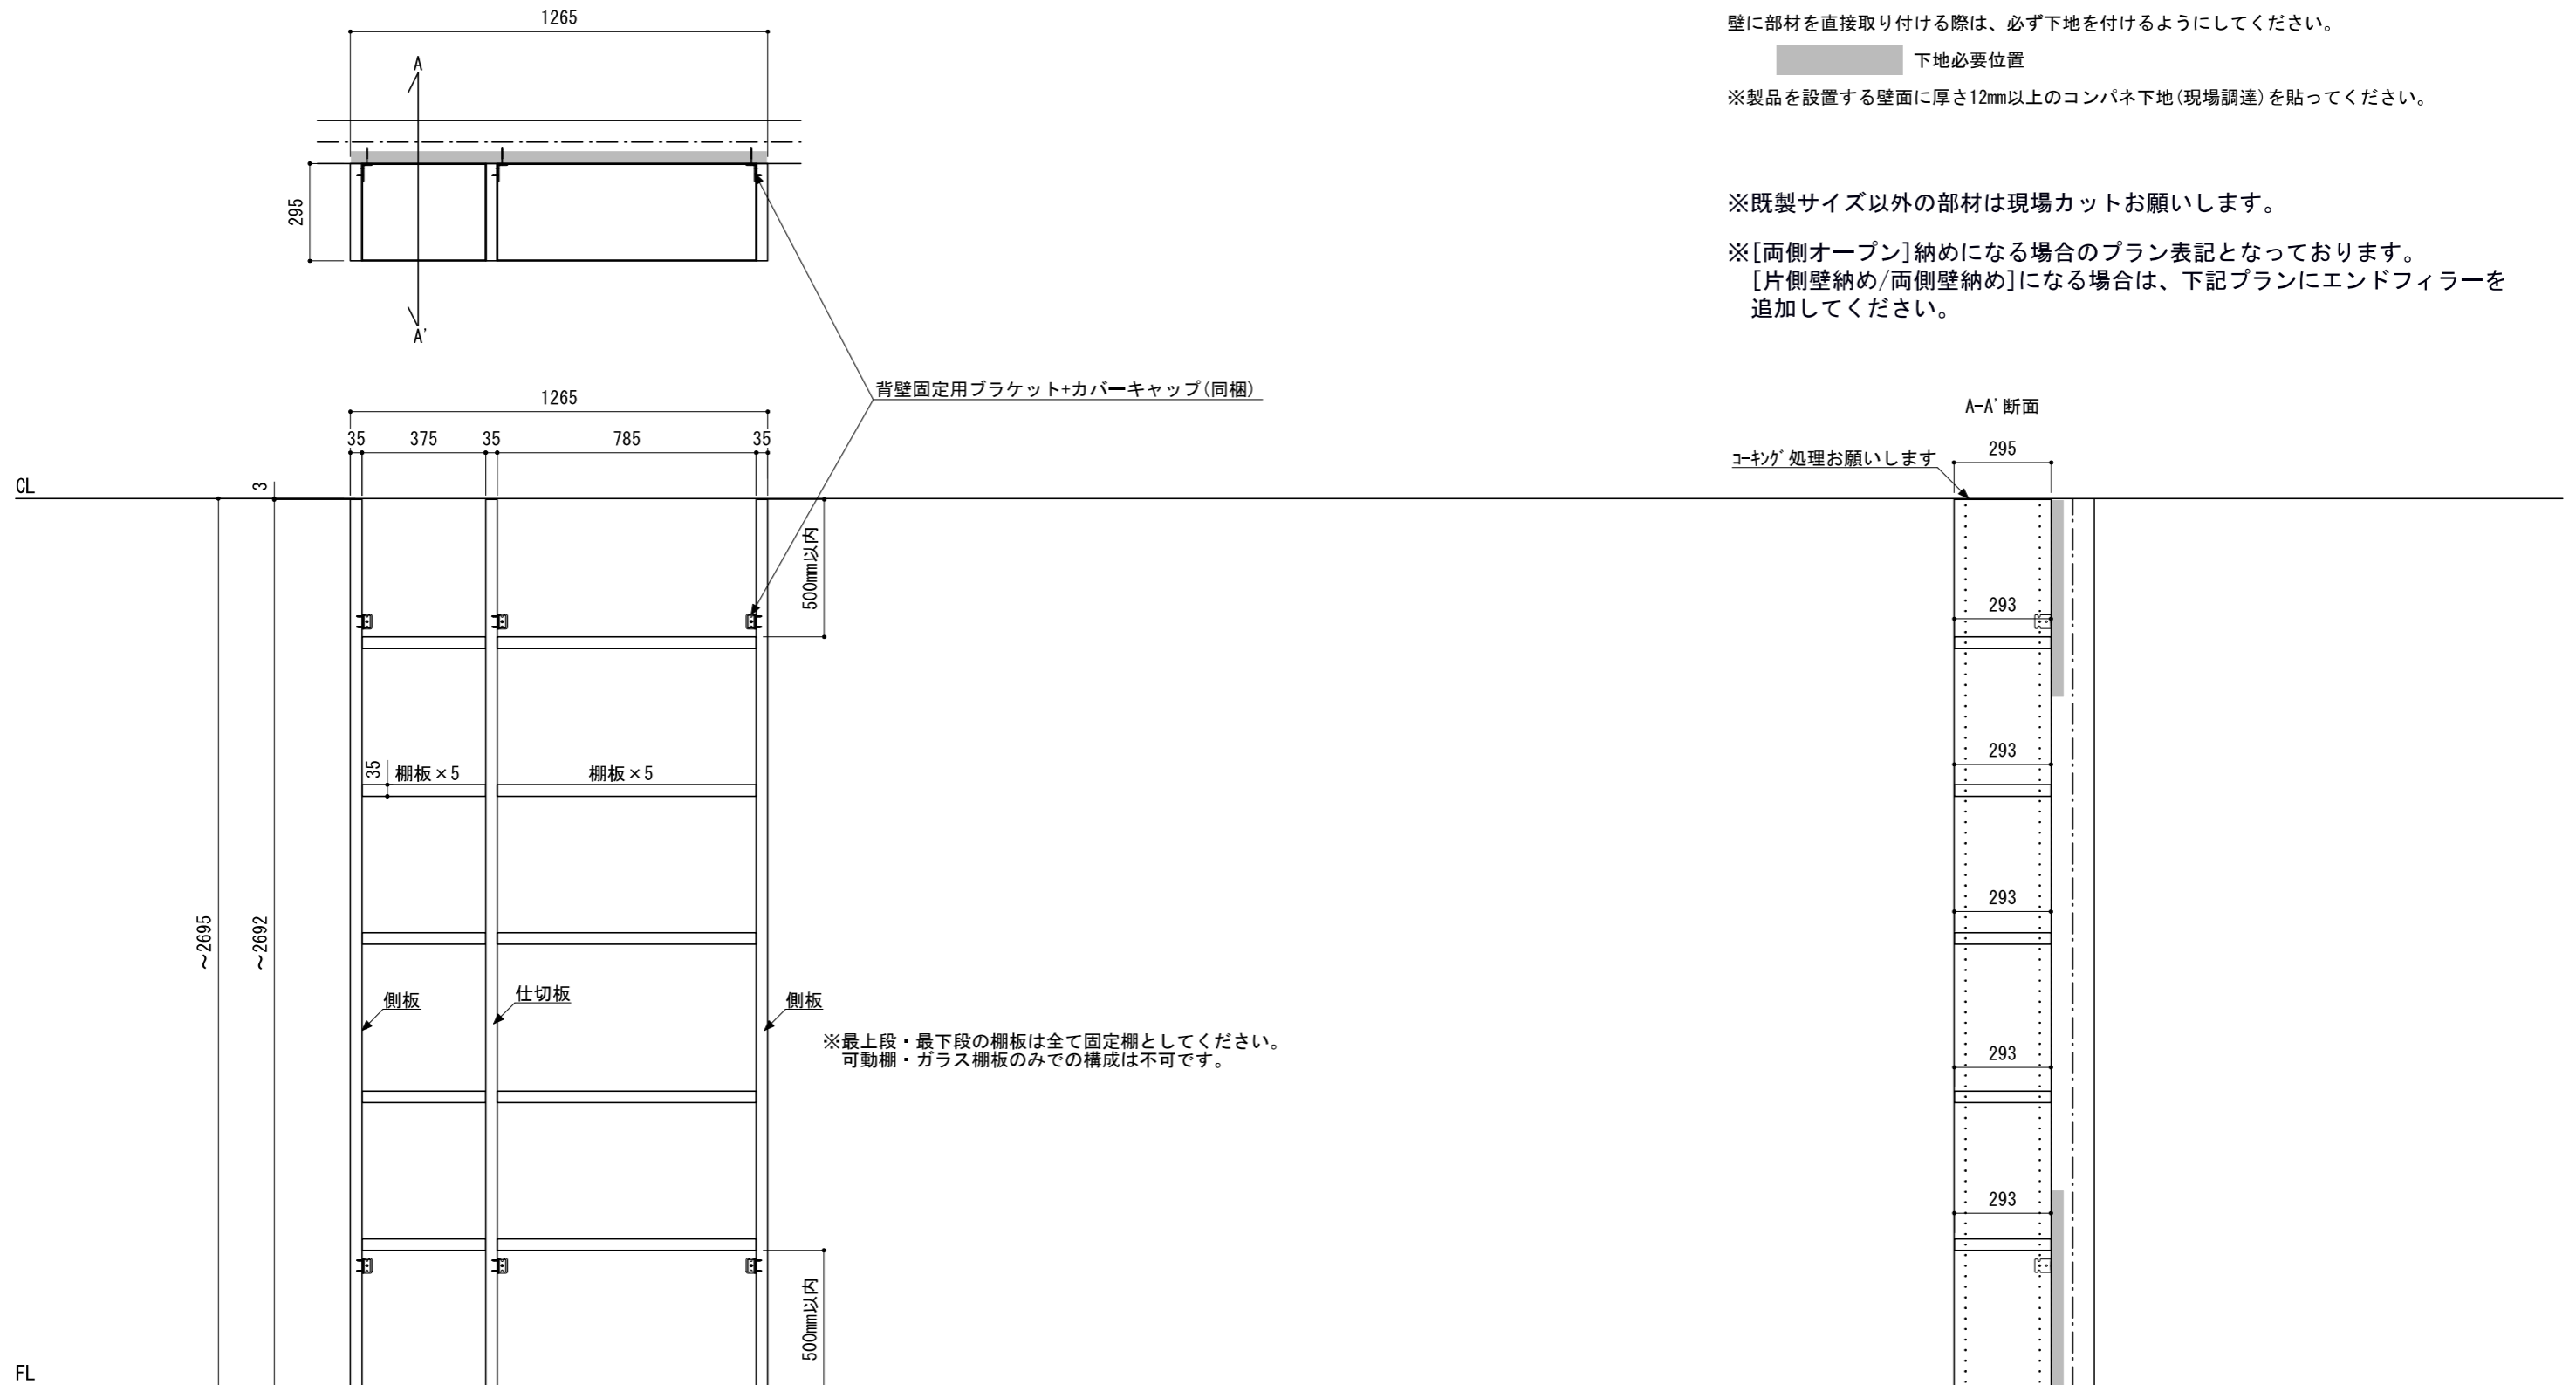 1265
壁に部材を直接取り付ける際は、必ず下地を付けるようにしてください。
下地必要位置
※製品を設置する壁面に厚さ12mm以上のコンパネ下地(現場調達)を貼ってください。
A
295
A'
※既製サイズ以外の部材は現場カットお願いします。
※[両側オープン]納めになる場合のプラン表記となっております。
[片側壁納め/両側壁納め]になる場合は、下記プランにエンドフィラーを
追加してください。
背壁固定用ブラケット+カバーキャップ(同梱)
1265
35 375 35 785 35
A-A'断面
コーキング処理お願いします
295
CL
3
500mm以内
293
35
棚板×5
棚板×5
293
293
~2695
~2692
側板
仕切板
側板
※最上段・最下段の棚板は全て固定棚としてください。
可動棚・ガラス棚板のみでの構成は不可です。
293
293
500mm以内
FL